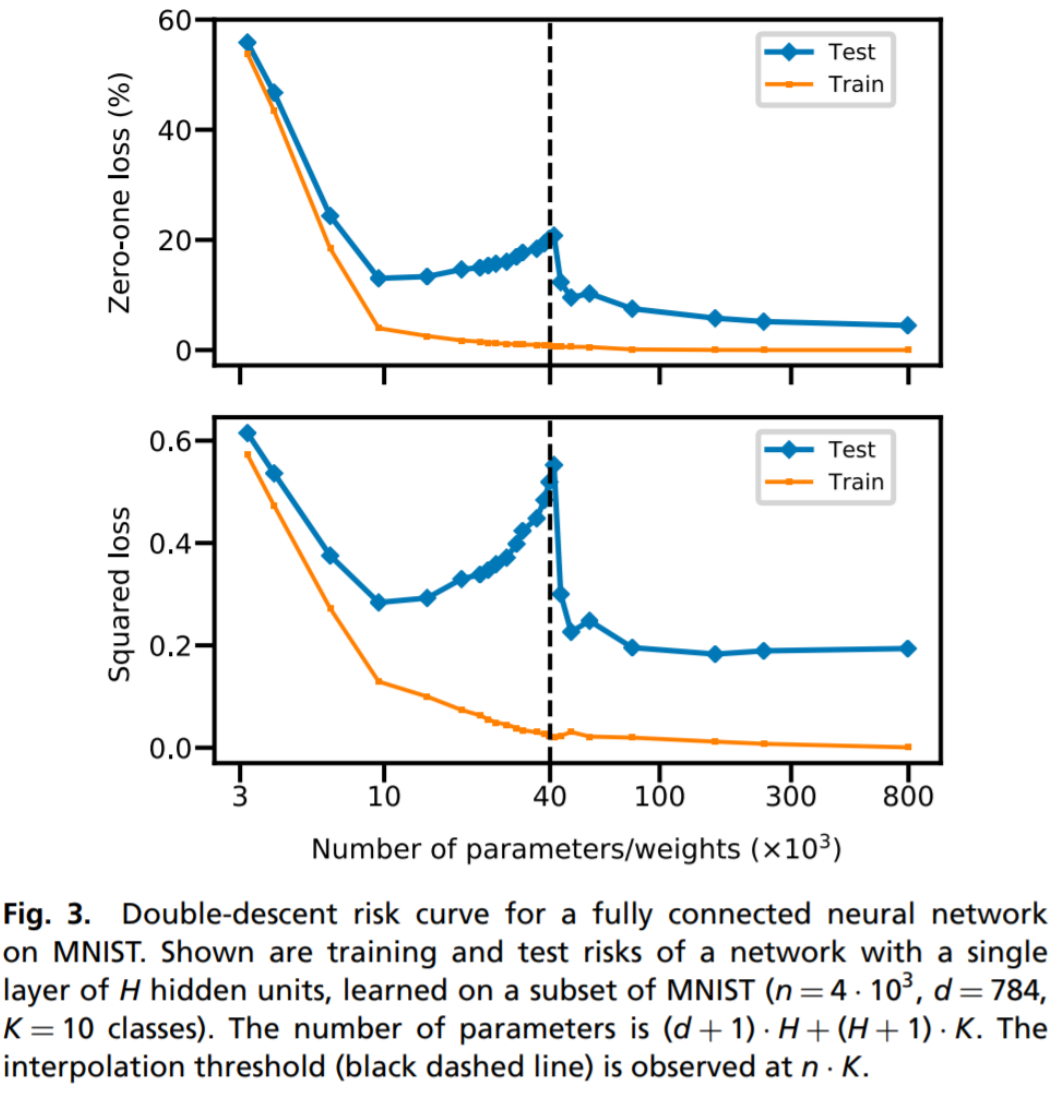 60
40
20
0
Zero-one loss (%)
Test
Train
0.6
0.4
0.2
0.0
Squared loss
Test
Train
3 10 40 100 300 800
Number of parameters/weights (×10³)
Fig. 3. Double-descent risk curve for a fully connected neural network
on MNIST. Shown are training and test risks of a network with a single
layer of H hidden units, learned on a subset of MNIST (n = 4 · 10³, d = 784,
K = 10 classes). The number of parameters is (d + 1) · H + (H + 1) · K. The
interpolation threshold (black dashed line) is observed at n · K.